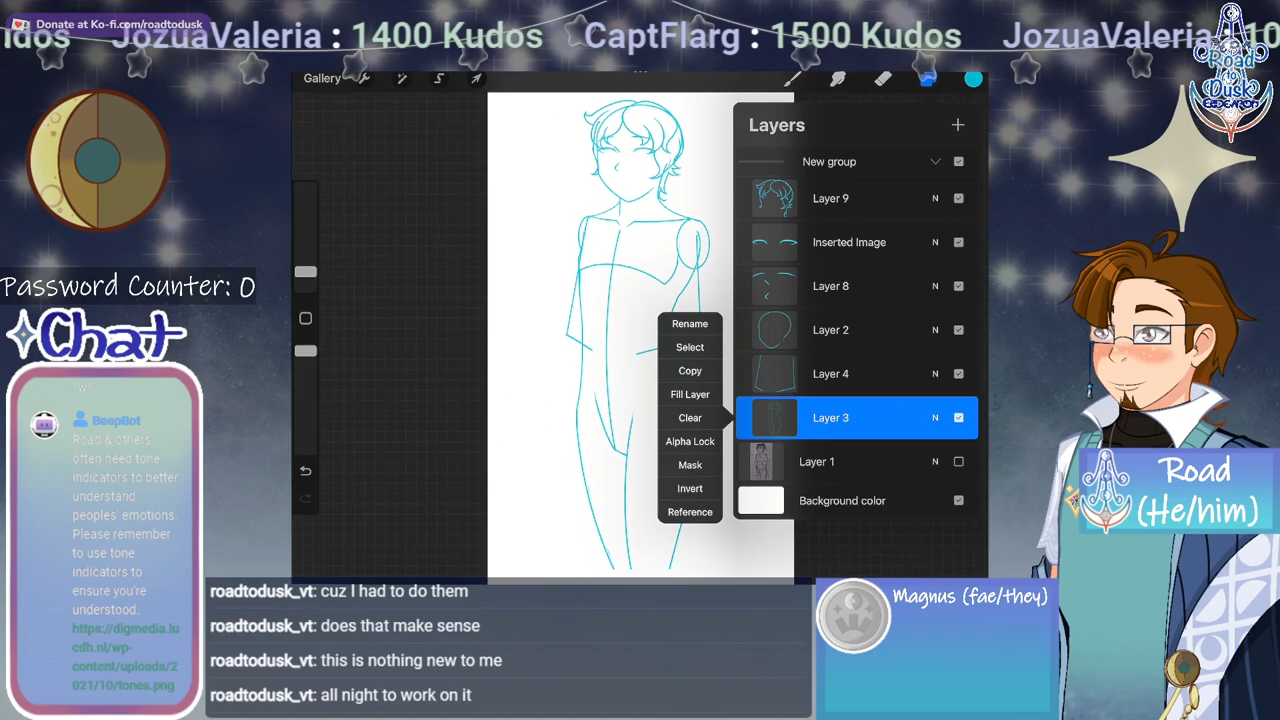 Donate at Ko-fi.com/roadtodusk
JozuaValeria : 1400 Kudos CaptFlarg : 1500 Kudos JozuaValeria
Road
to
Dusk
Gallery
Layers
New group
Layer 9 N
Inserted Image N
Layer 8 N
Layer 2 N
Layer 4 N
Layer 3 N
Layer 1 N
Background color
Rename
Select
Copy
Fill Layer
Clear
Alpha Lock
Mask
Invert
Reference
Password Counter: 0
Chat
"w"
BeepBot
Road & others
often need tone
indicators to better
understand
peoples' emotions.
Please remember
to use tone
indicators to
ensure you're
understood.
https://digmedia.lu
cdh.nl/wp-
content/uploads/2
021/10/tones.png
roadtodusk_vt: cuz I had to do them
roadtodusk_vt: does that make sense
roadtodusk_vt: this is nothing new to me
roadtodusk_vt: all night to work on it
Magnus (fae/they)
Road
(He/him)